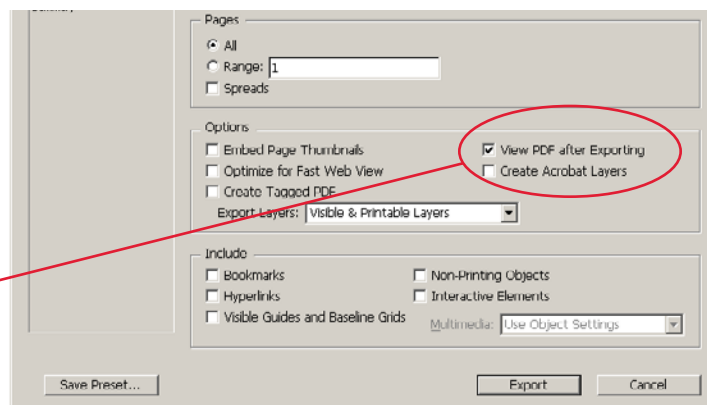 Pages
All
Range: 1
Spreads
Options
Embed Page Thumbnails
View PDF after Exporting
Optimize for Fast Web View
Create Acrobat Layers
Create Tagged PDF
Export Layers: Visible & Printable Layers
Include
Bookmarks
Non-Printing Objects
Hyperlinks
Interactive Elements
Visible Guides and Baseline Grids
Multimedia: Use Object Settings
Save Preset...
Export
Cancel